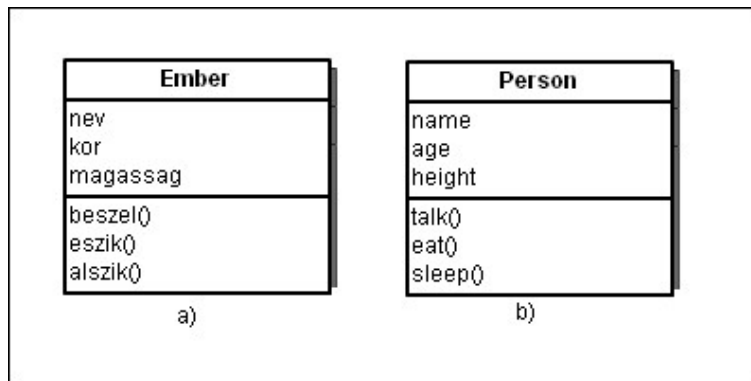 Ember
nev
kor
magassag
beszel()
eszik()
alszik()
a)
Person
name
age
height
talk()
eat()
sleep()
b)